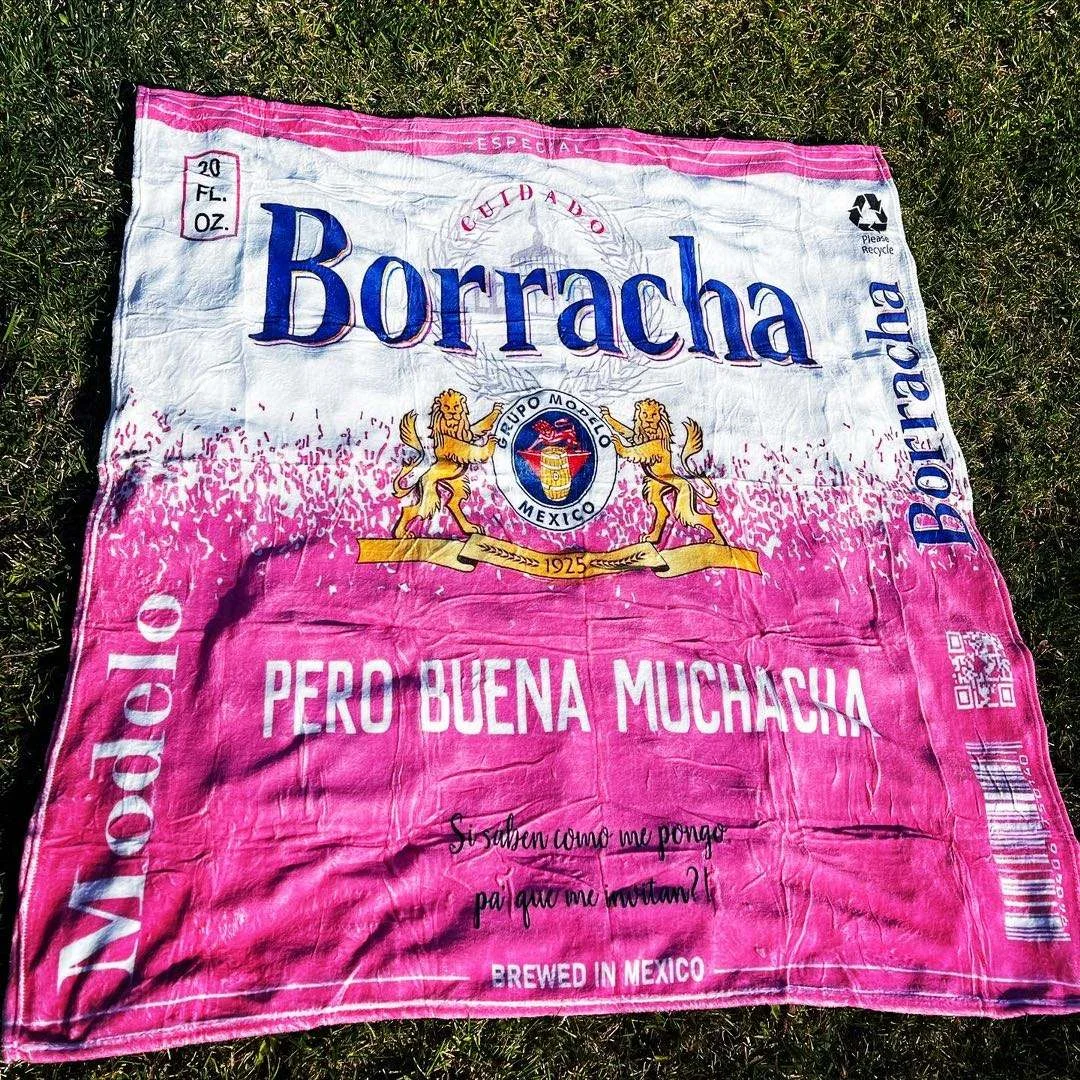 ESPECIAL
20
FL.
OZ.
CUIDADO
Borracha
Please
Recycle
Borracha
GRUPO MODELO
MEXICO
1925
Modelo
PERO BUENA MUCHACHA
Si saben como me pongo
pa' que me invitan?!
BREWED IN MEXICO